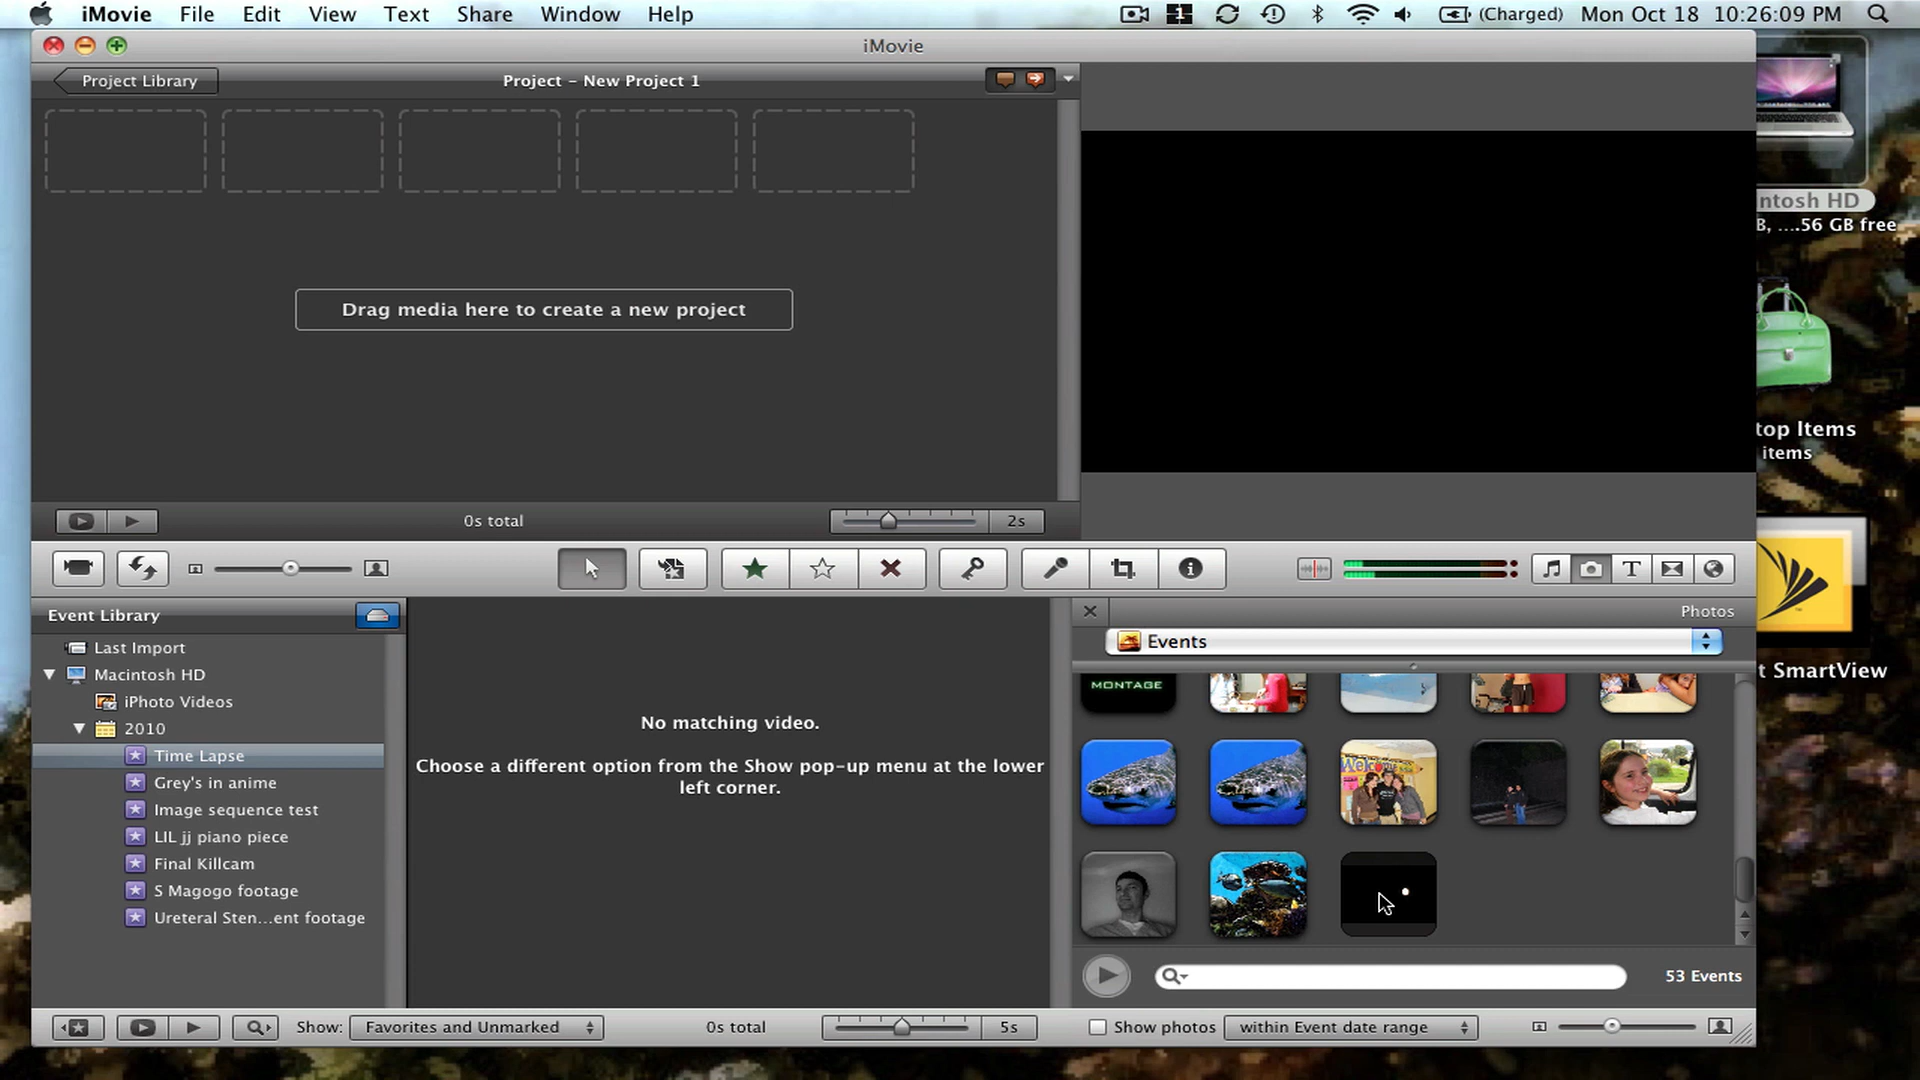 iMovie File Edit View Text Share Window Help
1 (Charged) Mon Oct 18 10:26:09 PM
iMovie
Project Library
Project - New Project 1
Drag media here to create a new project
0s total
2s
ntosh HD
B, ....56 GB free
top Items
items
t SmartView
Event Library
Last Import
Macintosh HD
iPhoto Videos
2010
Time Lapse
Grey's in anime
Image sequence test
LIL jj piano piece
Final Killcam
S Magogo footage
Ureteral Sten...ent footage
No matching video.
Choose a different option from the Show pop-up menu at the lower
left corner.
Photos
Events
MONTAGE
Welcome
53 Events
Show: Favorites and Unmarked
0s total
5s
Show photos within Event date range